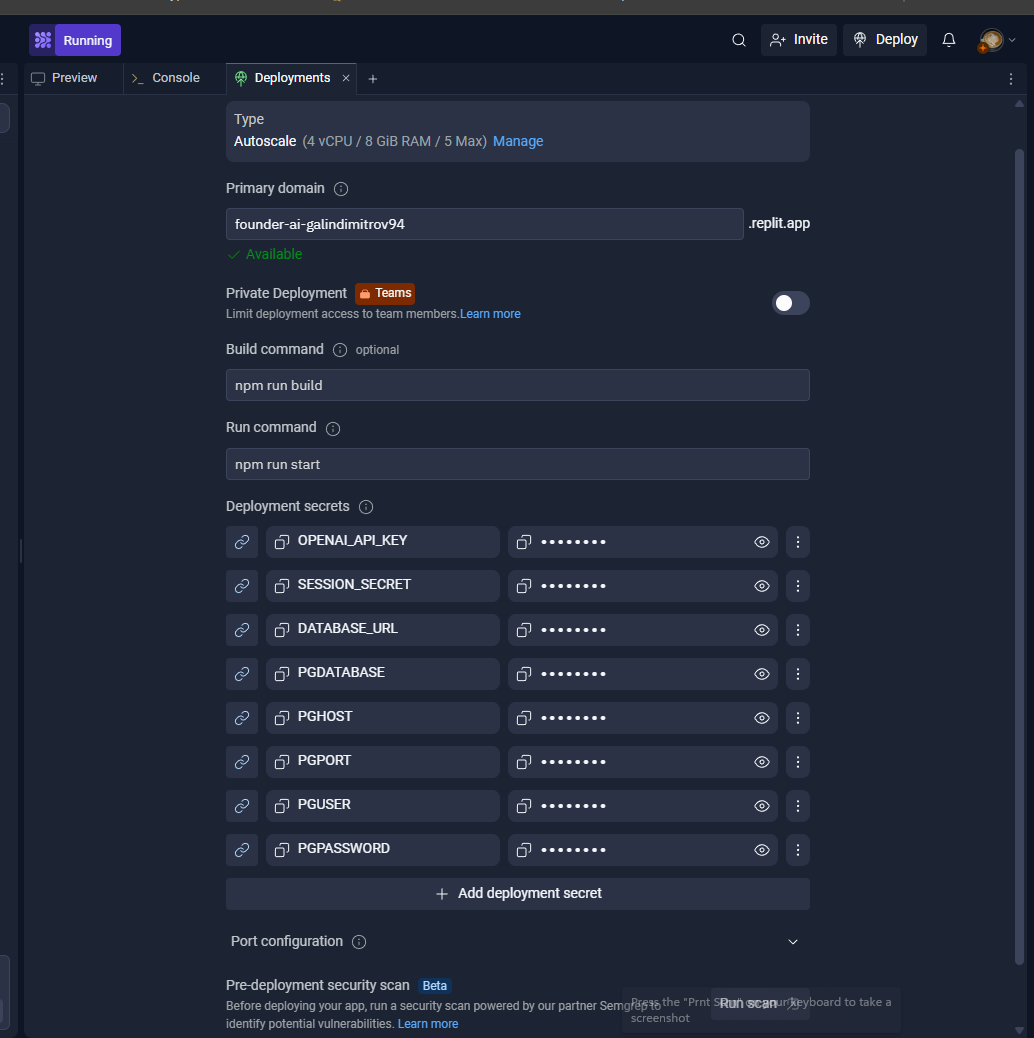 Running
Invite
Deploy
Preview
Console
Deployments
Type
Autoscale (4 vCPU / 8 GiB RAM / 5 Max) Manage
Primary domain
founder-ai-galindimitrov94 .replit.app
Available
Private Deployment Teams
Limit deployment access to team members.Learn more
Build command optional
npm run build
Run command
npm run start
Deployment secrets
OPENAI_API_KEY ••••••••
SESSION_SECRET ••••••••
DATABASE_URL ••••••••
PGDATABASE ••••••••
PGHOST ••••••••
PGPORT ••••••••
PGUSER ••••••••
PGPASSWORD ••••••••
+ Add deployment secret
Port configuration
Pre-deployment security scan Beta
Before deploying your app, run a security scan powered by our partner Semgrep to
identify potential vulnerabilities. Learn more
Run scan
Press the "Prnt keyboard to take a
screenshot